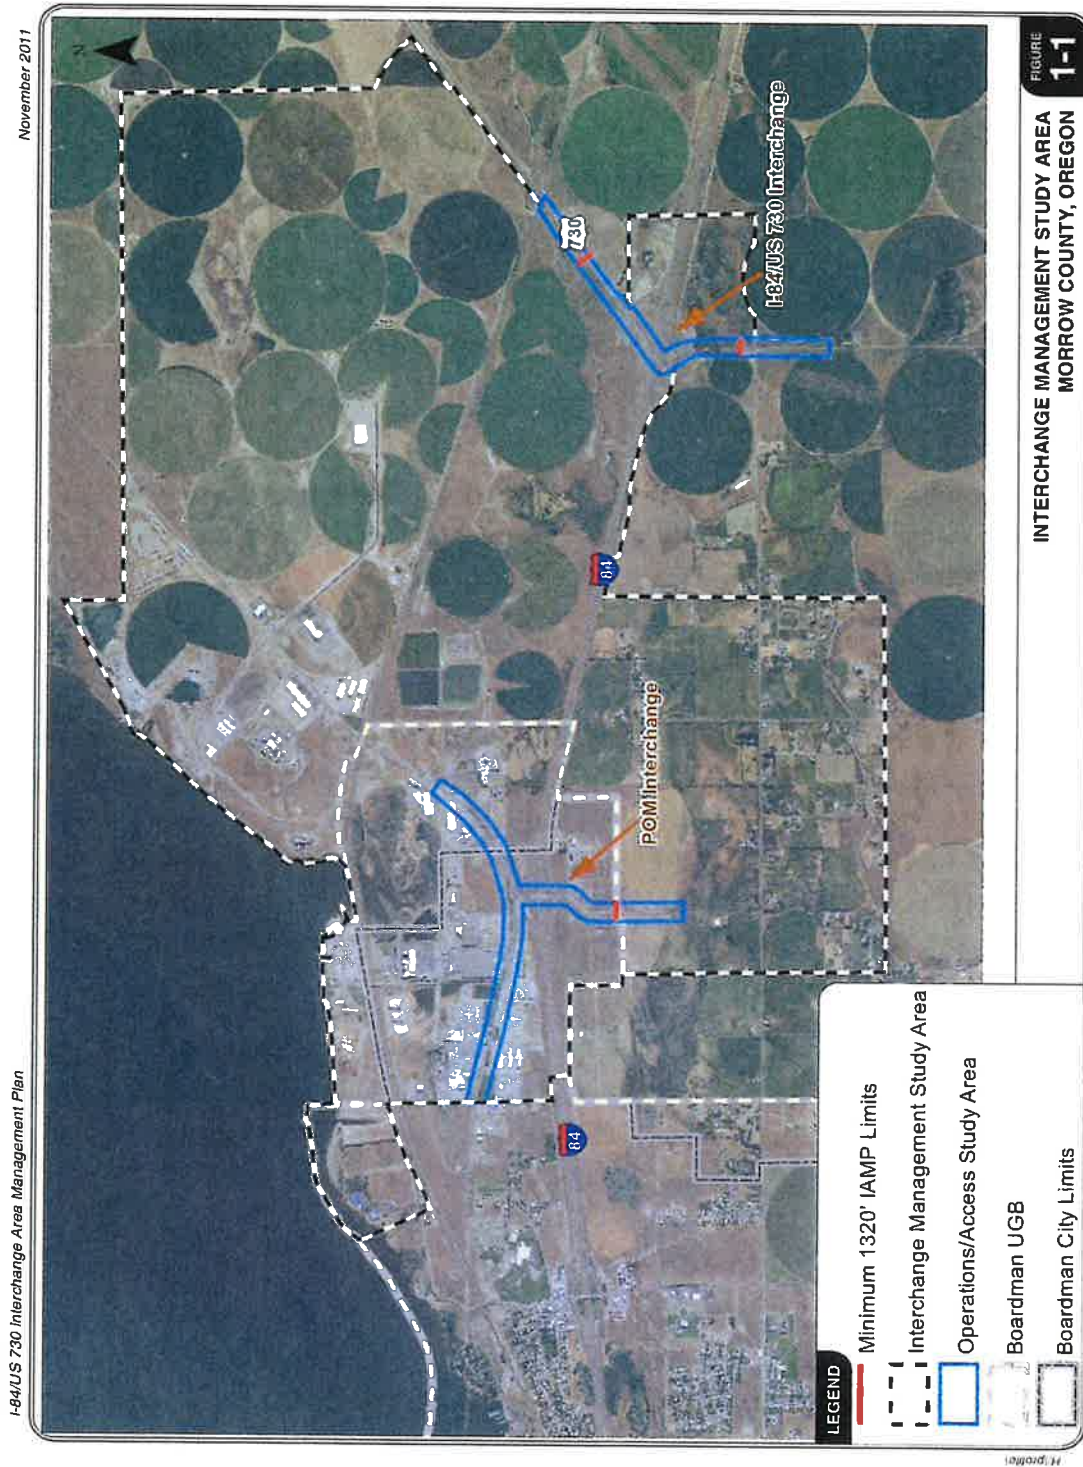 I-84/US 730 Interchange Area Management Plan
November 2011
N
730
I-84/US 730 Interchange
84
POM Interchange
84
LEGEND
Minimum 1320' IAMP Limits
Interchange Management Study Area
Operations/Access Study Area
Boardman UGB
Boardman City Limits
INTERCHANGE MANAGEMENT STUDY AREA
MORROW COUNTY, OREGON
FIGURE
1-1